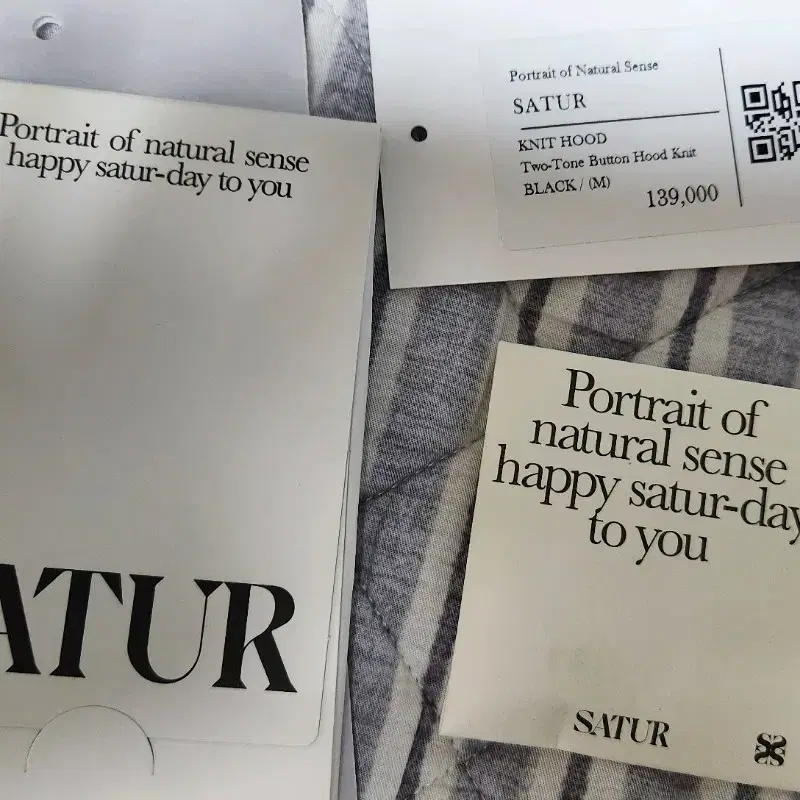 Portrait of natural sense
happy satur-day to you
SATUR
Portrait of Natural Sense
SATUR
KNIT HOOD
Two-Tone Button Hood Knit
BLACK / (M)
139,000
Portrait of
natural sense
happy satur-day
to you
SATUR